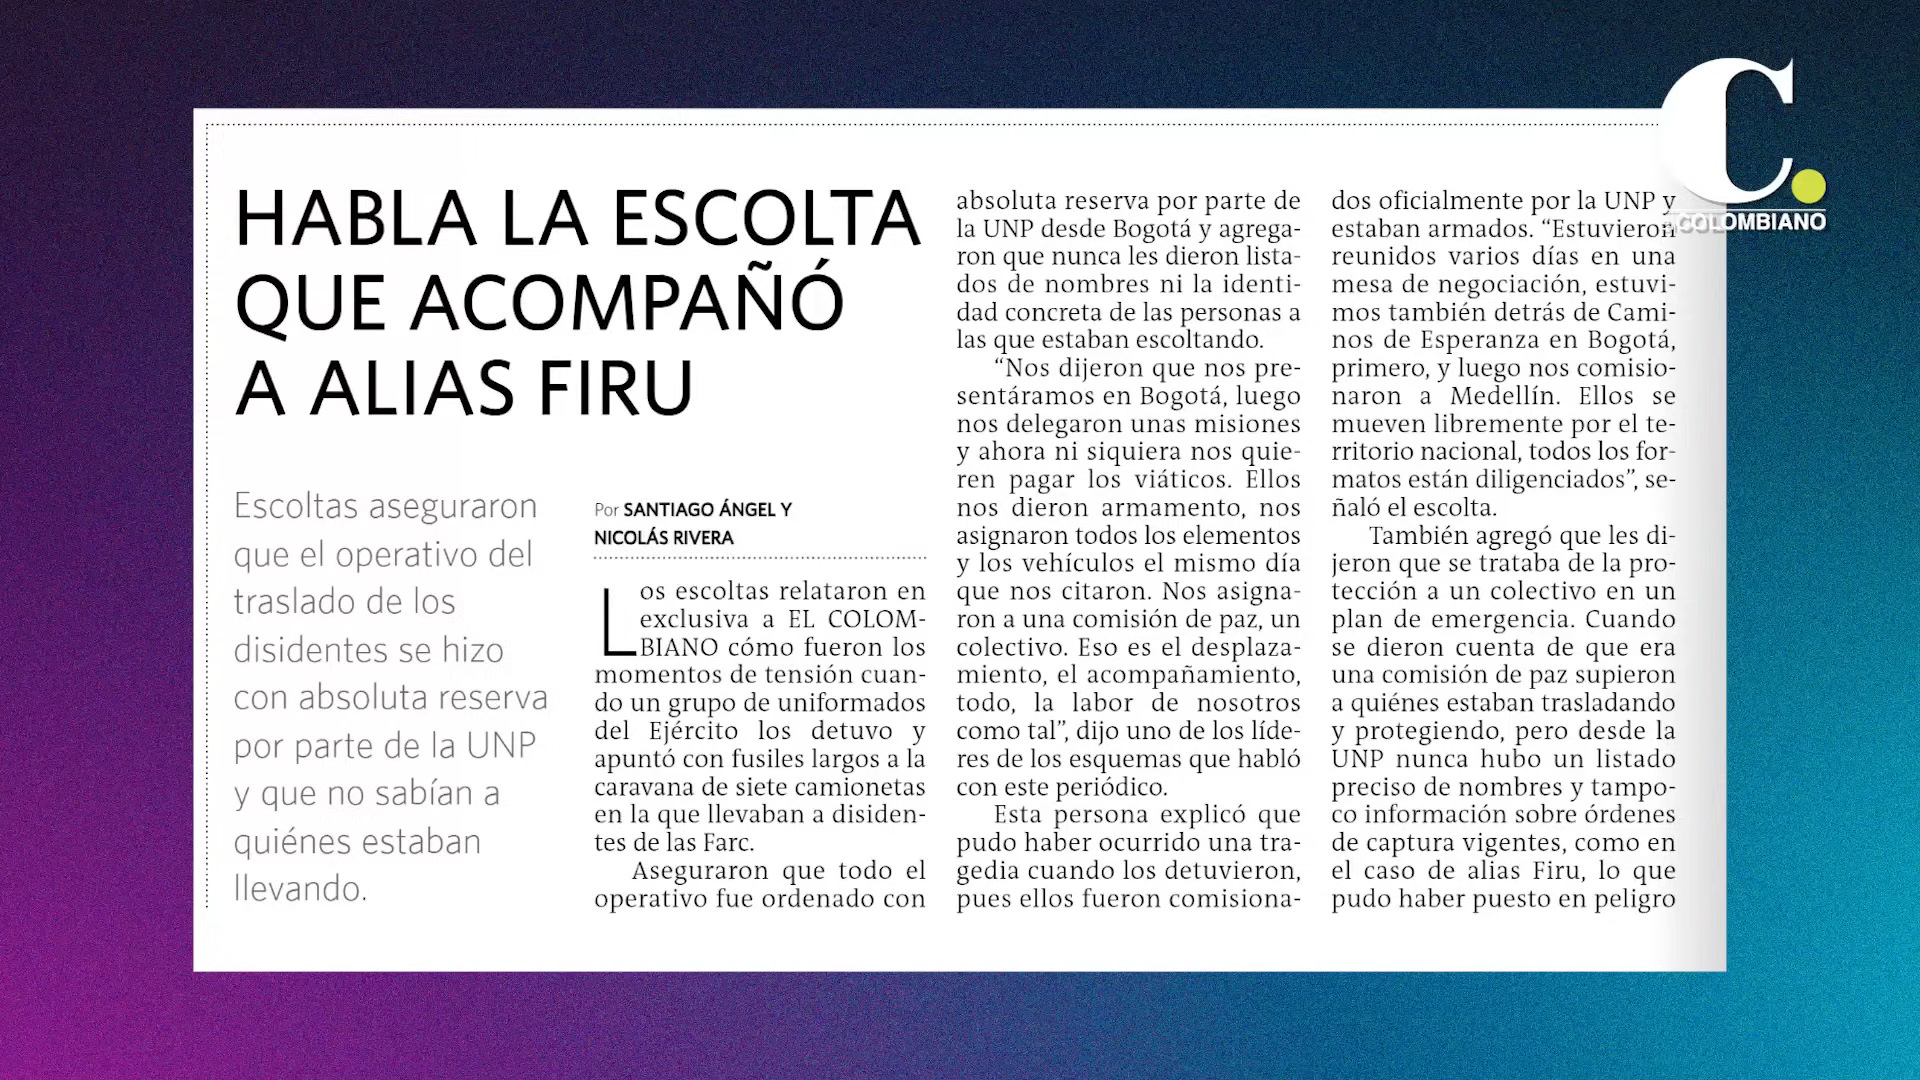 HABLA LA ESCOLTA
QUE ACOMPAÑÓ
A ALIAS FIRU
Escoltas aseguraron
que el operativo del
traslado de los
disidentes se hizo
con absoluta reserva
por parte de la UNP
y que no sabían a
quiénes estaban
llevando.
Por SANTIAGO ÁNGEL Y
NICOLÁS RIVERA
Los escoltas relataron en
exclusiva a EL COLOM-
BIANO cómo fueron los
momentos de tensión cuan-
do un grupo de uniformados
del Ejército los detuvo y
apuntó con fusiles largos a la
caravana de siete camionetas
en la que llevaban a disiden-
tes de las Farc.
Aseguraron que todo el
operativo fue ordenado con
absoluta reserva por parte de
la UNP desde Bogotá y agrega-
ron que nunca les dieron lista-
dos de nombres ni la identi-
dad concreta de las personas a
las que estaban escoltando.
“Nos dijeron que nos pre-
sentáramos en Bogotá, luego
nos delegaron unas misiones
y ahora ni siquiera nos quie-
ren pagar los viáticos. Ellos
nos dieron armamento, nos
asignaron todos los elementos
y los vehículos el mismo día
que nos citaron. Nos asigna-
ron a una comisión de paz, un
colectivo. Eso es el desplaza-
miento, el acompañamiento,
todo, la labor de nosotros
como tal”, dijo uno de los líde-
res de los esquemas que habló
con este periódico.
Esta persona explicó que
pudo haber ocurrido una tra-
gedia cuando los detuvieron,
pues ellos fueron comisiona-
dos oficialmente por la UNP y
estaban armados. “Estuvieron
reunidos varios días en una
mesa de negociación, estuvi-
mos también detrás de Cami-
nos de Esperanza en Bogotá,
primero, y luego nos comisio-
naron a Medellín. Ellos se
mueven libremente por el te-
rritorio nacional, todos los for-
matos están diligenciados”, se-
ñaló el escolta.
También agregó que les di-
jeron que se trataba de la pro-
tección a un colectivo en un
plan de emergencia. Cuando
se dieron cuenta de que era
una comisión de paz supieron
a quiénes estaban trasladando
y protegiendo, pero desde la
UNP nunca hubo un listado
preciso de nombres y tampo-
co información sobre órdenes
de captura vigentes, como en
el caso de alias Firu, lo que
pudo haber puesto en peligro
C.
COLOMBIANO